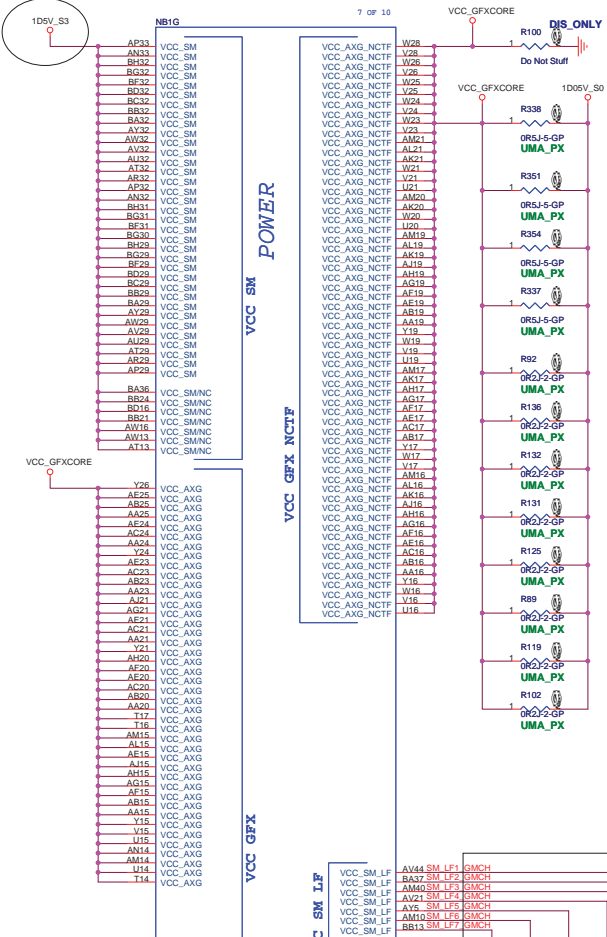 7 OF 10
NB1G
1D5V_S3
VCC_GFXCORE
DIS_ONLY
R100
1
Do Not Stuff
AP33 VCC_SM
AN33 VCC_SM
BH32 VCC_SM
BG32 VCC_SM
BF32 VCC_SM
BD32 VCC_SM
BC32 VCC_SM
BB32 VCC_SM
BA32 VCC_SM
AY32 VCC_SM
AW32 VCC_SM
AV32 VCC_SM
AU32 VCC_SM
AT32 VCC_SM
AR32 VCC_SM
AP32 VCC_SM
AN32 VCC_SM
BH31 VCC_SM
BG31 VCC_SM
BF31 VCC_SM
BG30 VCC_SM
BH29 VCC_SM
BG29 VCC_SM
BF29 VCC_SM
BD29 VCC_SM
BC29 VCC_SM
BB29 VCC_SM
BA29 VCC_SM
AY29 VCC_SM
AW29 VCC_SM
AV29 VCC_SM
AU29 VCC_SM
AT29 VCC_SM
AR29 VCC_SM
AP29 VCC_SM
BA36 VCC_SM/NC
BB24 VCC_SM/NC
BD16 VCC_SM/NC
BB21 VCC_SM/NC
AW16 VCC_SM/NC
AW13 VCC_SM/NC
AT13 VCC_SM/NC
POWER
VCC SM
VCC_GFXCORE
Y26 VCC_AXG
AE25 VCC_AXG
AB25 VCC_AXG
AA25 VCC_AXG
AE24 VCC_AXG
AC24 VCC_AXG
AA24 VCC_AXG
Y24 VCC_AXG
AE23 VCC_AXG
AC23 VCC_AXG
AB23 VCC_AXG
AA23 VCC_AXG
AJ21 VCC_AXG
AG21 VCC_AXG
AE21 VCC_AXG
AC21 VCC_AXG
AA21 VCC_AXG
Y21 VCC_AXG
AH20 VCC_AXG
AF20 VCC_AXG
AE20 VCC_AXG
AC20 VCC_AXG
AB20 VCC_AXG
AA20 VCC_AXG
T17 VCC_AXG
T16 VCC_AXG
AM15 VCC_AXG
AL15 VCC_AXG
AE15 VCC_AXG
AJ15 VCC_AXG
AH15 VCC_AXG
AG15 VCC_AXG
AF15 VCC_AXG
AB15 VCC_AXG
AA15 VCC_AXG
Y15 VCC_AXG
V15 VCC_AXG
U15 VCC_AXG
AN14 VCC_AXG
AM14 VCC_AXG
U14 VCC_AXG
T14 VCC_AXG
VCC GFX
VCC_AXG_NCTF W28
VCC_AXG_NCTF V28
VCC_AXG_NCTF W26
VCC_AXG_NCTF V26
VCC_AXG_NCTF W25
VCC_AXG_NCTF V25
VCC_AXG_NCTF W24
VCC_AXG_NCTF V24
VCC_AXG_NCTF W23
VCC_AXG_NCTF V23
VCC_AXG_NCTF AM21
VCC_AXG_NCTF AL21
VCC_AXG_NCTF AK21
VCC_AXG_NCTF W21
VCC_AXG_NCTF V21
VCC_AXG_NCTF U21
VCC_AXG_NCTF AM20
VCC_AXG_NCTF AK20
VCC_AXG_NCTF W20
VCC_AXG_NCTF U20
VCC_AXG_NCTF AM19
VCC_AXG_NCTF AL19
VCC_AXG_NCTF AK19
VCC_AXG_NCTF AJ19
VCC_AXG_NCTF AH19
VCC_AXG_NCTF AG19
VCC_AXG_NCTF AF19
VCC_AXG_NCTF AE19
VCC_AXG_NCTF AB19
VCC_AXG_NCTF AA19
VCC_AXG_NCTF Y19
VCC_AXG_NCTF W19
VCC_AXG_NCTF V19
VCC_AXG_NCTF U19
VCC_AXG_NCTF AM17
VCC_AXG_NCTF AK17
VCC_AXG_NCTF AH17
VCC_AXG_NCTF AG17
VCC_AXG_NCTF AF17
VCC_AXG_NCTF AE17
VCC_AXG_NCTF AC17
VCC_AXG_NCTF AB17
VCC_AXG_NCTF Y17
VCC_AXG_NCTF W17
VCC_AXG_NCTF V17
VCC_AXG_NCTF AM16
VCC_AXG_NCTF AL16
VCC_AXG_NCTF AK16
VCC_AXG_NCTF AJ16
VCC_AXG_NCTF AH16
VCC_AXG_NCTF AG16
VCC_AXG_NCTF AF16
VCC_AXG_NCTF AE16
VCC_AXG_NCTF AC16
VCC_AXG_NCTF AB16
VCC_AXG_NCTF AA16
VCC_AXG_NCTF Y16
VCC_AXG_NCTF W16
VCC_AXG_NCTF V16
VCC_AXG_NCTF U16
VCC GFX NCTF
VCC_GFXCORE
1D05V_S0
R338
1
0R5J-5-GP
UMA_PX
R351
1
0R5J-5-GP
UMA_PX
R354
1
0R5J-5-GP
UMA_PX
R337
1
0R5J-5-GP
UMA_PX
R92
1
0R2J-2-GP
UMA_PX
R136
1
0R2J-2-GP
UMA_PX
R132
1
0R2J-2-GP
UMA_PX
R131
1
0R2J-2-GP
UMA_PX
R125
1
0R2J-2-GP
UMA_PX
R89
1
0R2J-2-GP
UMA_PX
R119
1
0R2J-2-GP
UMA_PX
R102
1
0R2J-2-GP
UMA_PX
VCC_SM_LF AV44 SM_LF1_GMCH
VCC_SM_LF BA37 SM_LF2_GMCH
VCC_SM_LF AM40 SM_LF3_GMCH
VCC_SM_LF AV21 SM_LF4_GMCH
VCC_SM_LF AY5 SM_LF5_GMCH
VCC_SM_LF AM10 SM_LF6_GMCH
VCC_SM_LF BB13 SM_LF7_GMCH
C SM LF